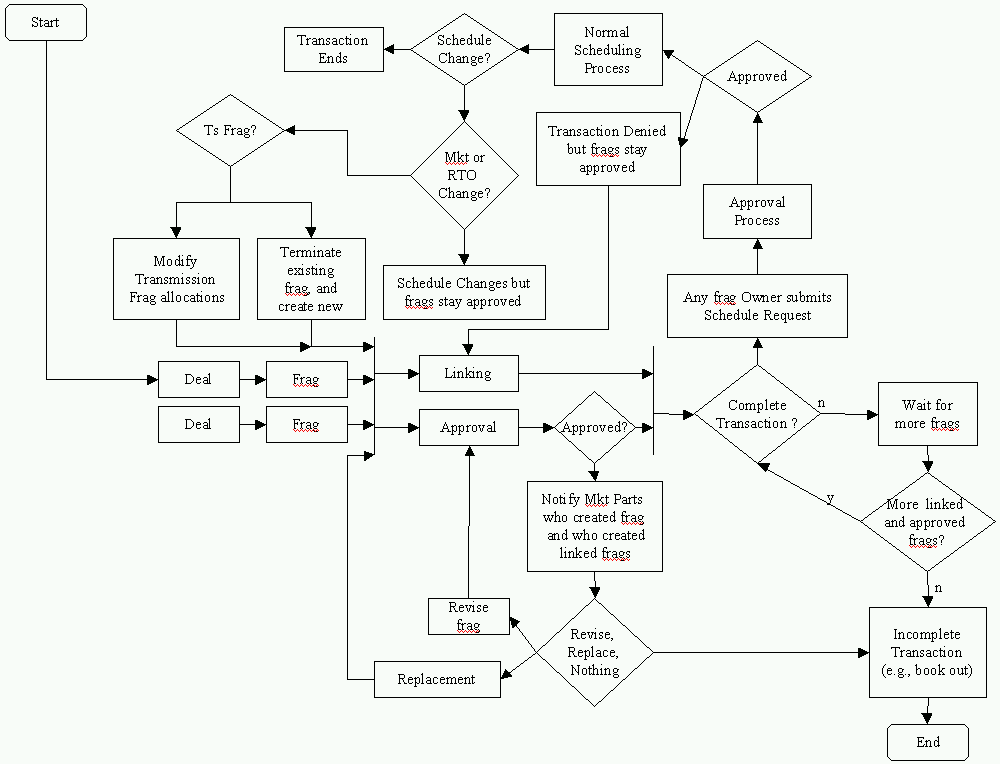 Start
Transaction
Ends
Schedule
Change?
Normal
Scheduling
Process
Approved
Ts Frag?
Mkt or
RTO
Change?
Transaction Denied
but frags stay
approved
Approval
Process
Modify
Transmission
Frag allocations
Terminate
existing
frag, and
create new
Schedule Changes but
frags stay approved
Any frag Owner submits
Schedule Request
Deal
Frag
Linking
Deal
Frag
Approval
Approved?
Complete
Transaction ?
n
Wait for
more frags
Notify Mkt Parts
who created frag
and who created
linked frags
y
More linked
and approved
frags?
n
Revise
frag
Revise,
Replace,
Nothing
Replacement
Incomplete
Transaction
(e.g., book out)
End